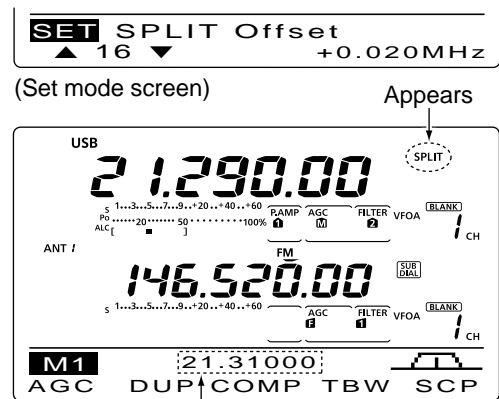 SET SPLIT Offset
▲ 16 ▼ +0.020MHz
(Set mode screen)
Appears
USB
SPLIT
21.290.00
S 1...3...5...7...9..+20..+40..+60
Po ······20······ 50 ··········100%
ALC [ ■ ]
P.AMP 1 AGC M FILTER 2 VFOA BLANK 1 CH
ANT 1
FM
146.520.00
SUB DIAL
S 1...3...5...7...9..+20..+40..+60
AGC F FILTER 1 VFOA BLANK 1 CH
M1 21.31000
AGC DUP COMP TBW SCP